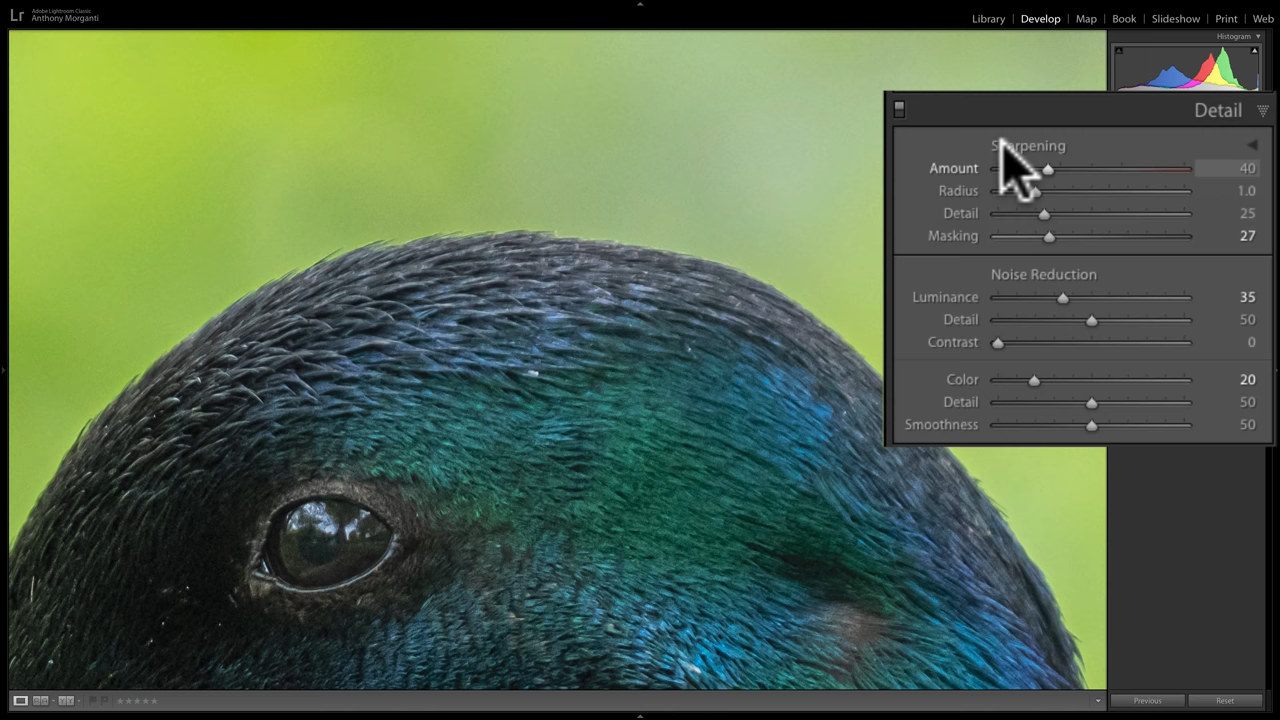 Lr
Adobe Lightroom Classic
Anthony Morganti
Library | Develop | Map | Book | Slideshow | Print | Web
Histogram
Detail
Sharpening
Amount 40
Radius 1.0
Detail 25
Masking 27
Noise Reduction
Luminance 35
Detail 50
Contrast 0
Color 20
Detail 50
Smoothness 50
Previous Reset